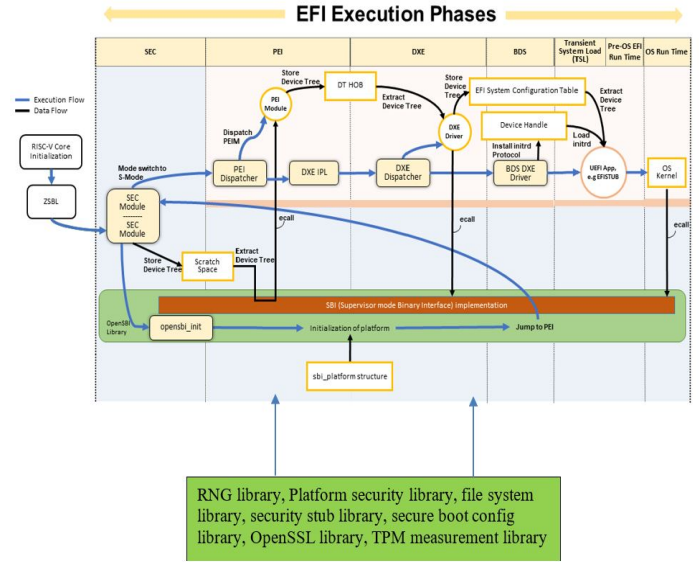 EFI Execution Phases
SEC
PEI
DXE
BDS
Transient
System Load
(TSL)
Pre-OS EFI
Run Time
OS Run Time
Execution Flow
Data Flow
RISC-V Core
Initialization
ZSBL
Mode switch to
S-Mode
SEC
Module
--------
SEC
Module
Store
Device Tree
Scratch
Space
Extract
Device Tree
Dispatch
PEIM
PEI
Dispatcher
PEI
Module
Store
Device Tree
DT HOB
Extract Device Tree
DXE IPL
DXE
Dispatcher
DXE
Driver
Store
Device
Tree
EFI System Configuration Table
Device Handle
Install initrd
Protocol
BDS DXE
Driver
Extract
Device
Tree
Load
initrd
UEFI App,
e.g EFISTUB
OS
Kernel
ecall
ecall
ecall
SBI (Supervisor mode Binary Interface) implementation
OpenSBI
Library
opensbi_init
Initialization of platform
Jump to PEI
sbi_platform structure
RNG library, Platform security library, file system
library, security stub library, secure boot config
library, OpenSSL library, TPM measurement library